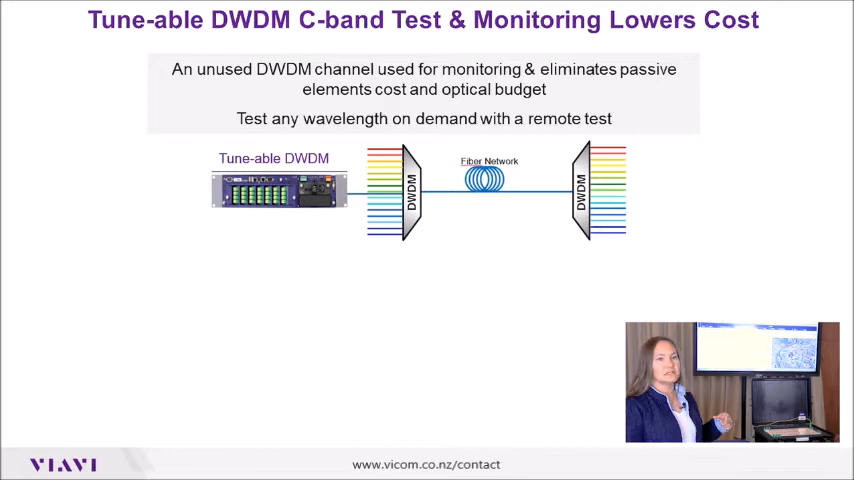 Tune-able DWDM C-band Test & Monitoring Lowers Cost
An unused DWDM channel used for monitoring & eliminates passive
elements cost and optical budget
Test any wavelength on demand with a remote test
Tune-able DWDM
Fiber Network
DWDM
DWDM
VIAVI
www.vicom.co.nz/contact